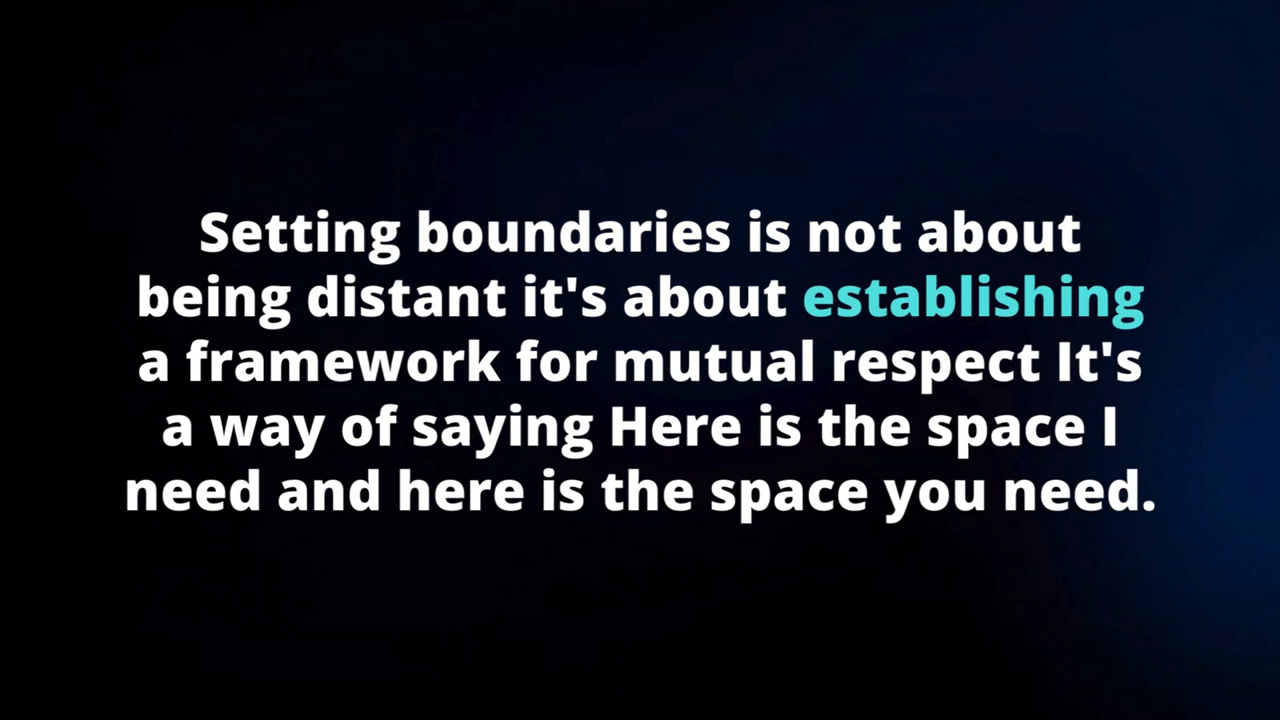 Setting boundaries is not about
being distant it's about establishing
a framework for mutual respect It's
a way of saying Here is the space I
need and here is the space you need.